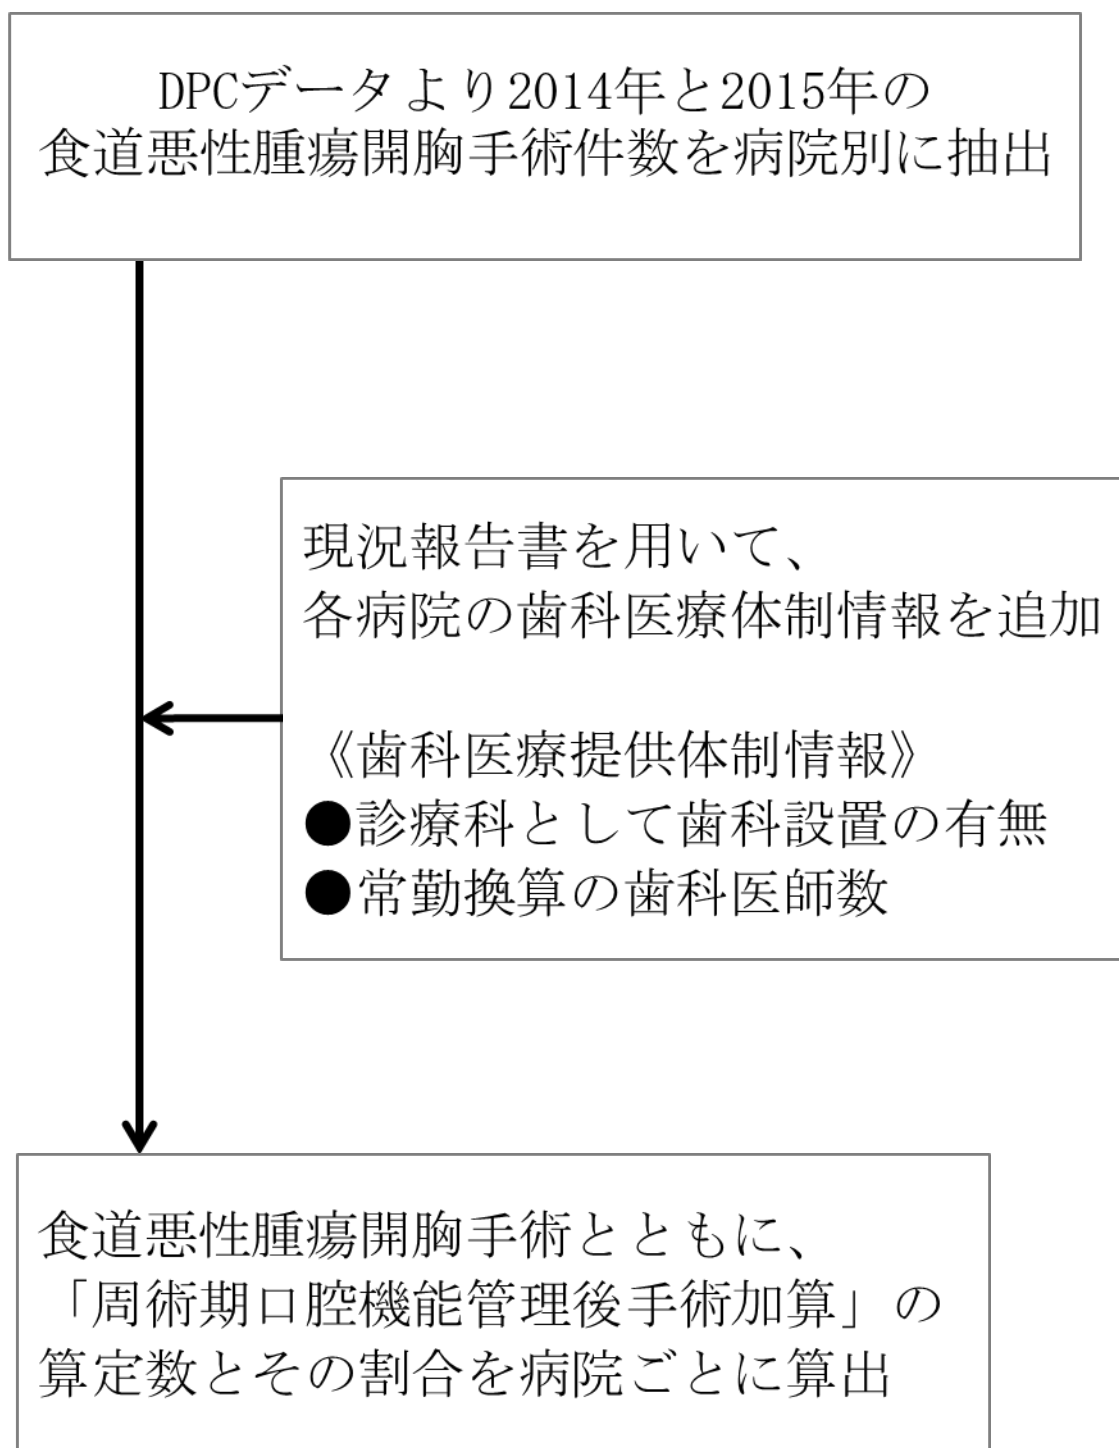 DPCデータより2014年と2015年の
食道悪性腫瘍開胸手術件数を病院別に抽出
現況報告書を用いて、
各病院の歯科医療体制情報を追加
《歯科医療提供体制情報》
●診療科として歯科設置の有無
●常勤換算の歯科医師数
食道悪性腫瘍開胸手術とともに、
「周術期口腔機能管理後手術加算」の
算定数とその割合を病院ごとに算出